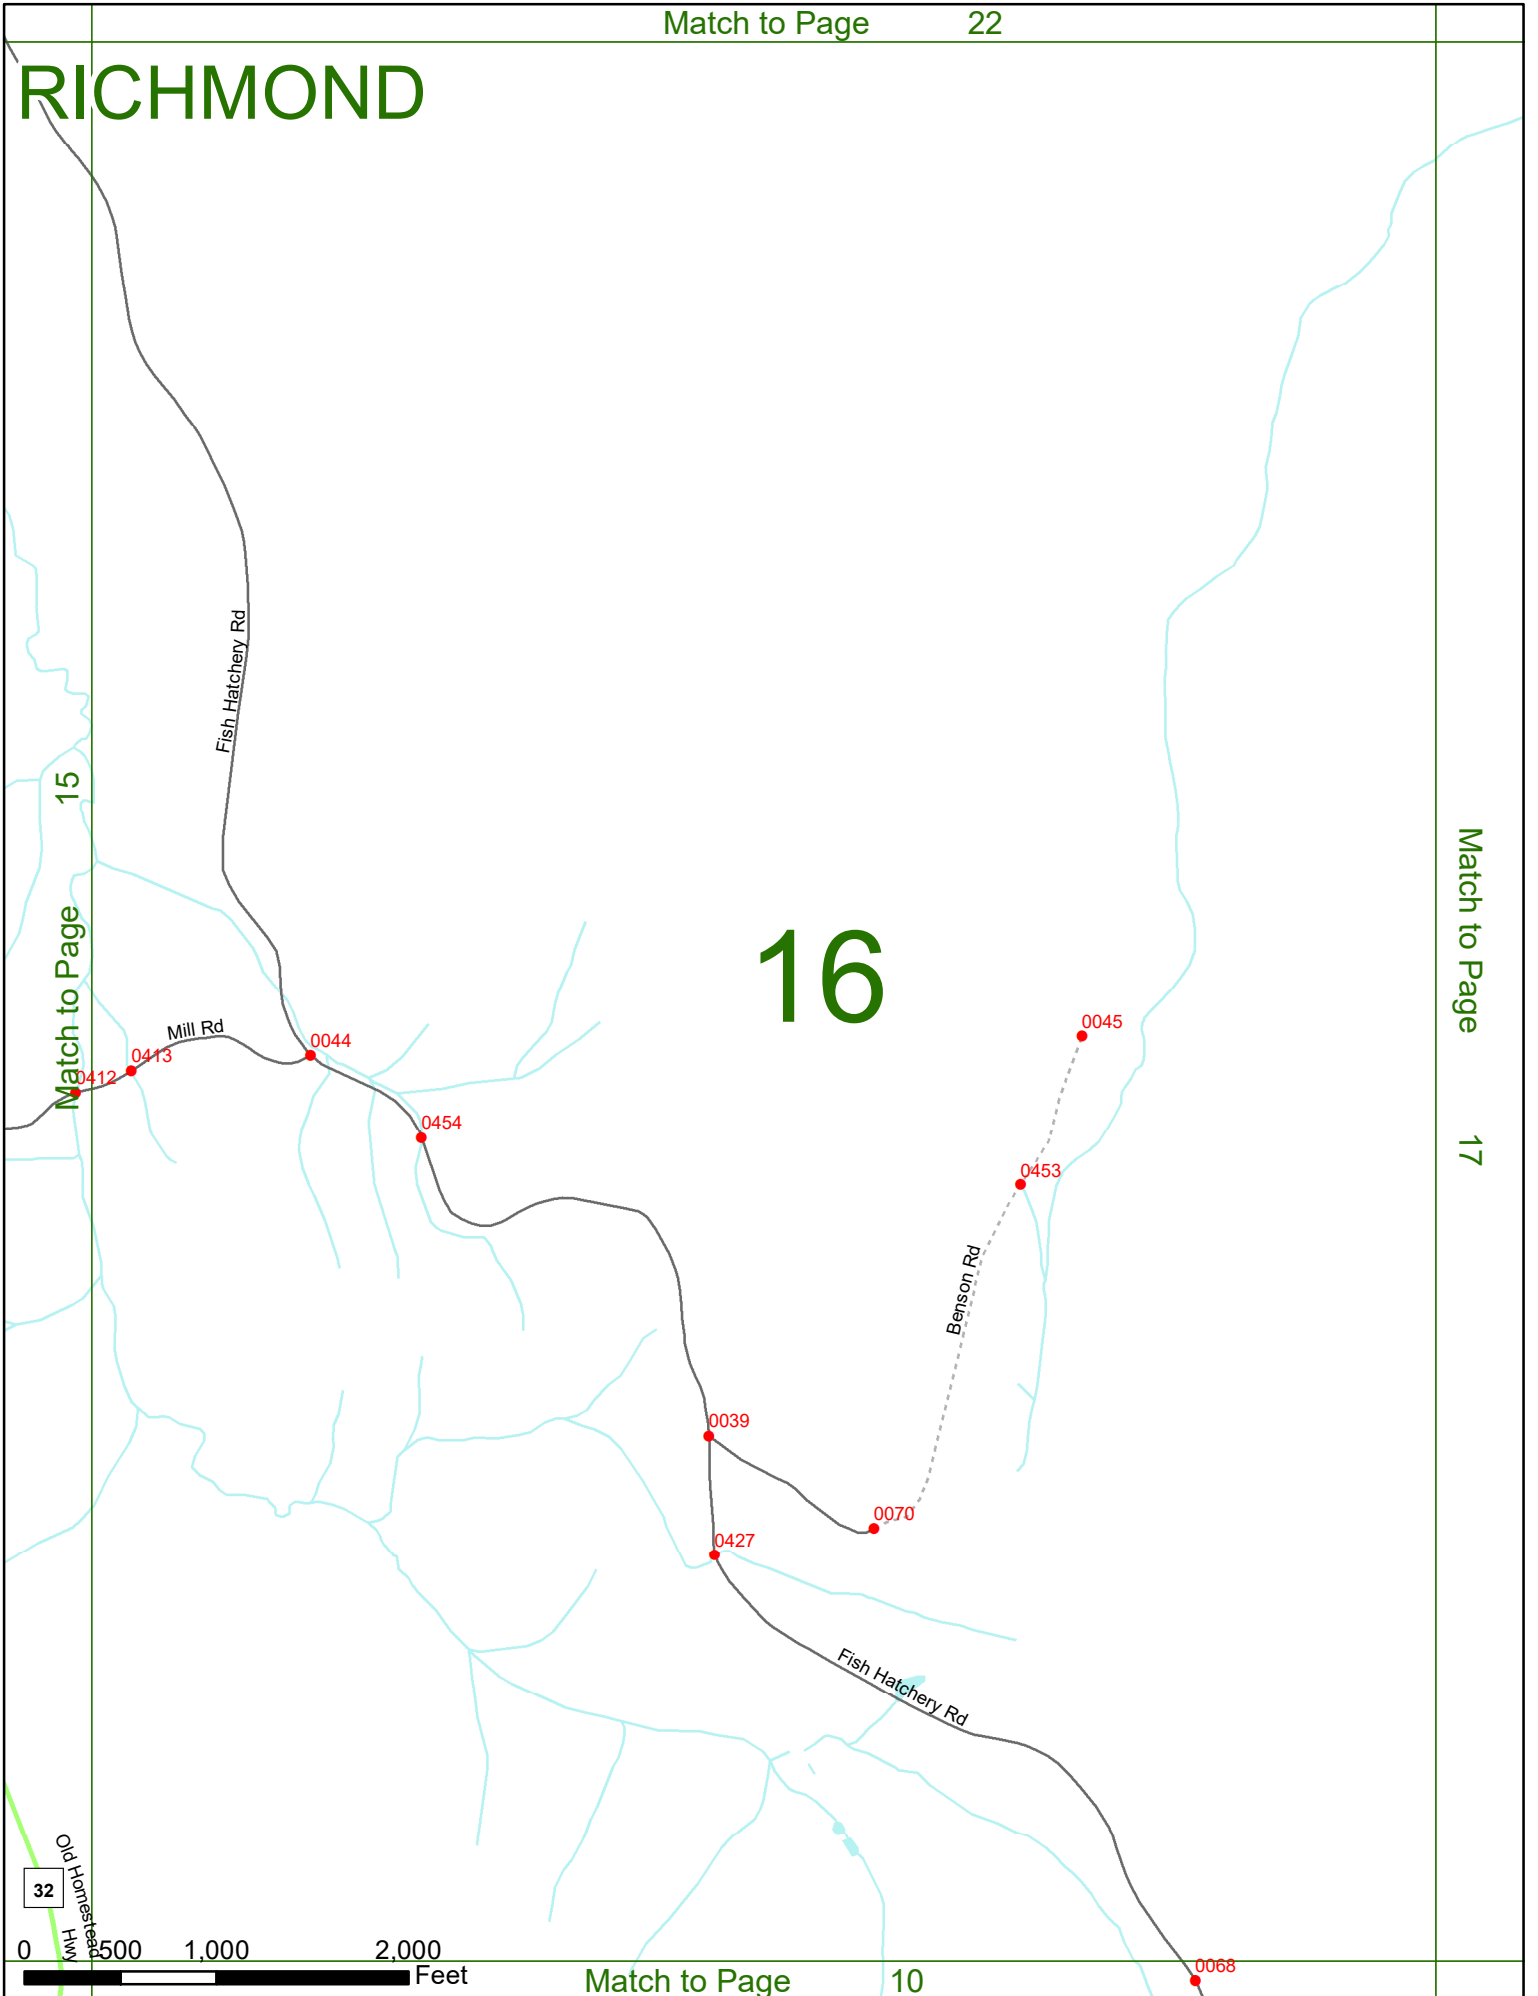 Match to Page 22
RICHMOND
Fish Hatchery Rd
Match to Page 15
Match to Page 17
16
Mill Rd
0044
0413
0412
0045
0454
0453
Benson Rd
0039
0070
0427
Fish Hatchery Rd
Old Homestead
Hwy
32
0 500 1,000 2,000
Feet
Match to Page 10
0068